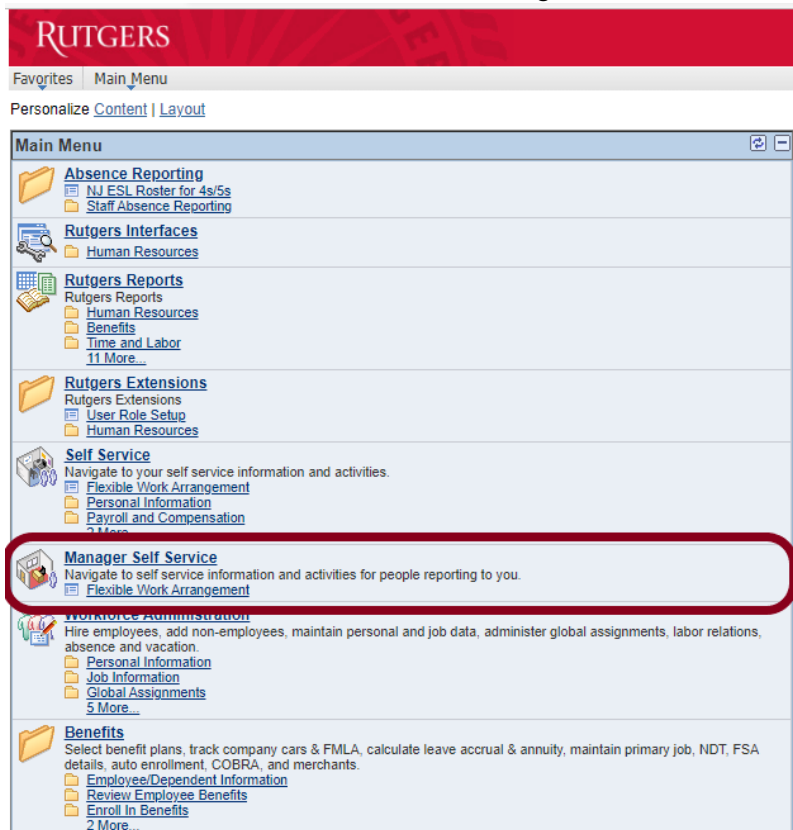 RUTGERS
Favorites Main Menu
Personalize Content | Layout
Main Menu
Absence Reporting
NJ ESL Roster for 4s/5s
Staff Absence Reporting
Rutgers Interfaces
Human Resources
Rutgers Reports
Rutgers Reports
Human Resources
Benefits
Time and Labor
11 More...
Rutgers Extensions
Rutgers Extensions
User Role Setup
Human Resources
Self Service
Navigate to your self service information and activities.
Flexible Work Arrangement
Personal Information
Payroll and Compensation
2 More...
Manager Self Service
Navigate to self service information and activities for people reporting to you.
Flexible Work Arrangement
Workforce Administration
Hire employees, add non-employees, maintain personal and job data, administer global assignments, labor relations,
absence and vacation.
Personal Information
Job Information
Global Assignments
5 More...
Benefits
Select benefit plans, track company cars & FMLA, calculate leave accrual & annuity, maintain primary job, NDT, FSA
details, auto enrollment, COBRA, and merchants.
Employee/Dependent Information
Review Employee Benefits
Enroll In Benefits
2 More...